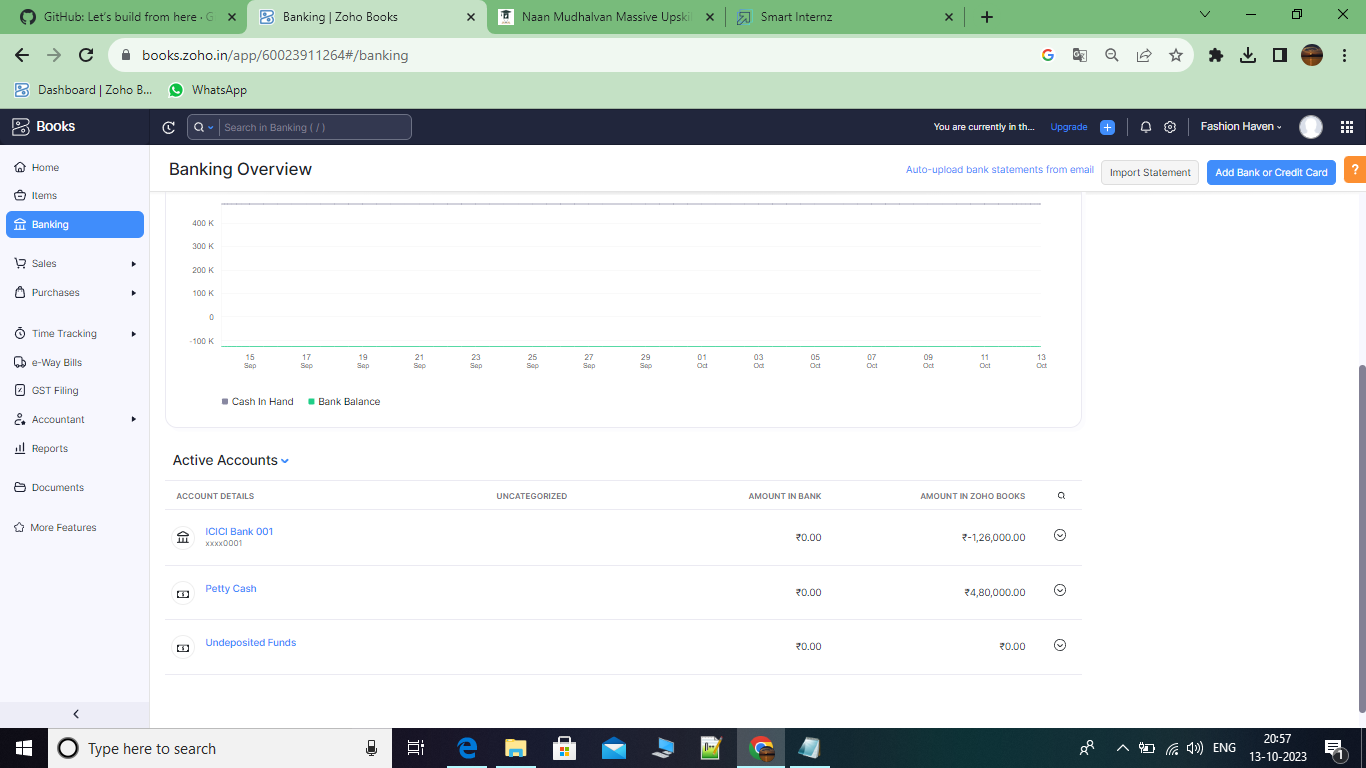 GitHub: Let's build from here · G
Banking | Zoho Books
Naan Mudhalvan Massive Upski
Smart Internz
books.zoho.in/app/60023911264#/banking
Dashboard | Zoho B...
WhatsApp
Books
Search in Banking ( / )
You are currently in th...
Upgrade
Fashion Haven
Home
Items
Banking
Sales
Purchases
Time Tracking
e-Way Bills
GST Filing
Accountant
Reports
Documents
More Features
Banking Overview
Auto-upload bank statements from email
Import Statement
Add Bank or Credit Card
?
400 K
300 K
200 K
100 K
0
-100 K
15 17 19 21 23 25 27 29 01 03 05 07 09 11 13
Sep Sep Sep Sep Sep Sep Sep Sep Oct Oct Oct Oct Oct Oct Oct
Cash In Hand Bank Balance
Active Accounts
ACCOUNT DETAILS UNCATEGORIZED AMOUNT IN BANK AMOUNT IN ZOHO BOOKS
ICICI Bank 001 ₹0.00 ₹-1,26,000.00
xxxx0001
Petty Cash ₹0.00 ₹4,80,000.00
Undeposited Funds ₹0.00 ₹0.00
Type here to search
ENG
20:57
13-10-2023
1